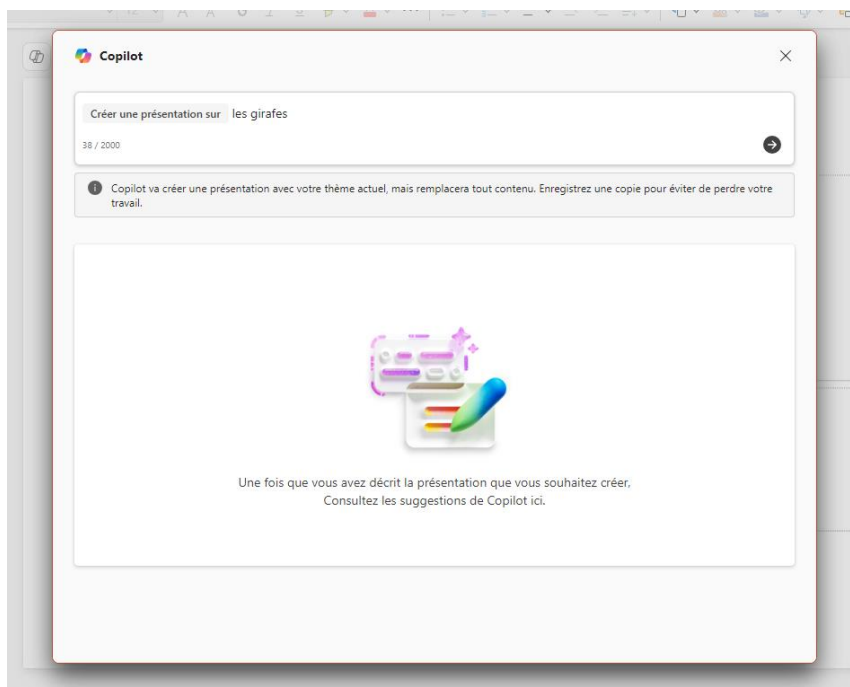 Copilot
Créer une présentation sur les girafes
38 / 2000
Copilot va créer une présentation avec votre thème actuel, mais remplacera tout contenu. Enregistrez une copie pour éviter de perdre votre
travail.
Une fois que vous avez décrit la présentation que vous souhaitez créer.
Consultez les suggestions de Copilot ici.